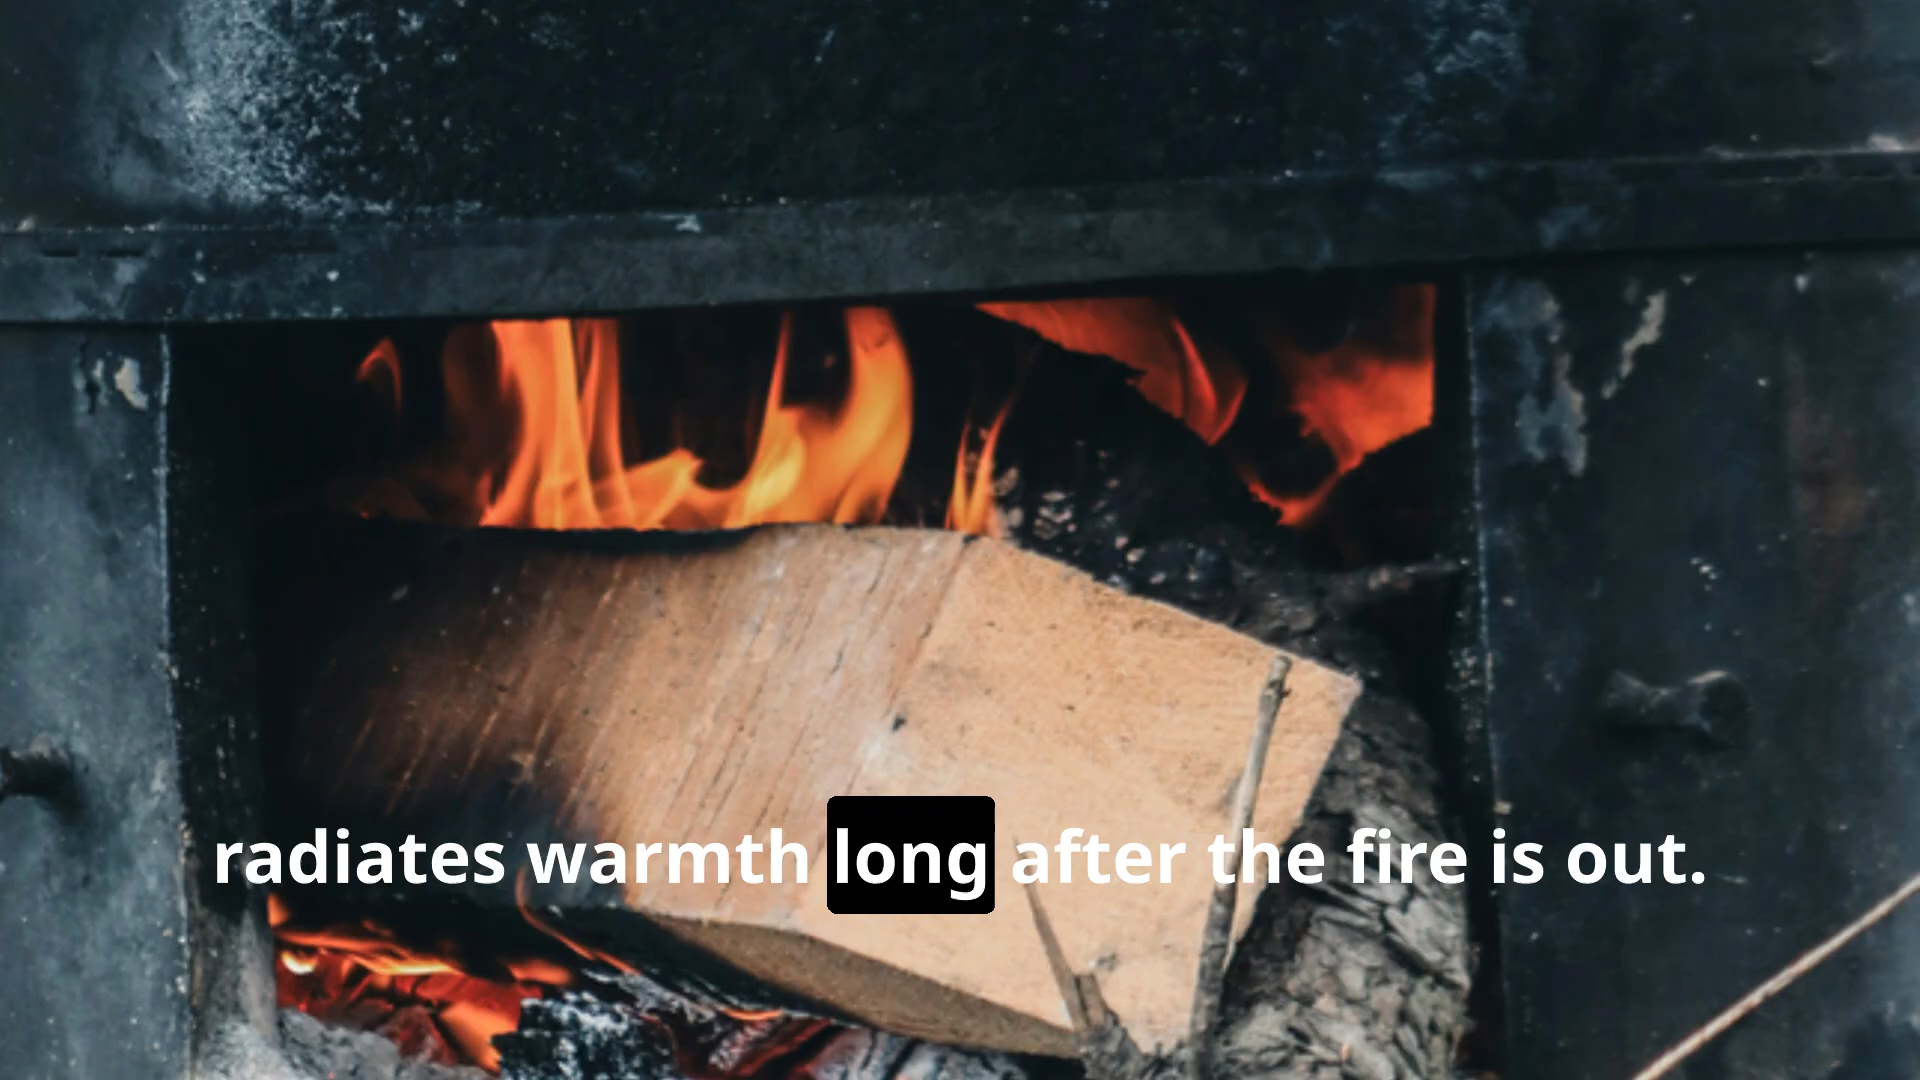 radiates warmth long after the fire is out.